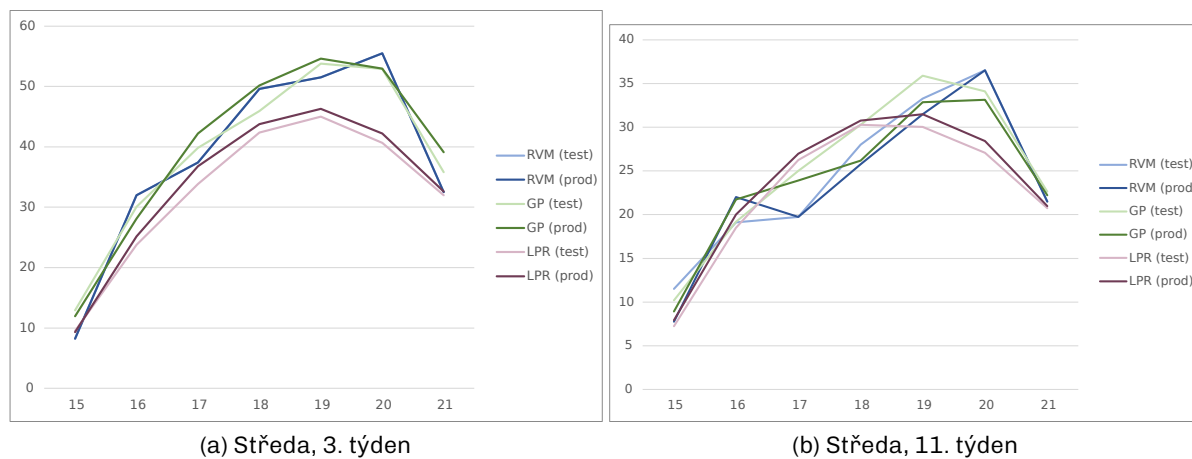 60
50
40
30
20
10
0
15 16 17 18 19 20 21
RVM (test)
RVM (prod)
GP (test)
GP (prod)
LPR (test)
LPR (prod)
(a) Středa, 3. týden
40
35
30
25
20
15
10
5
0
15 16 17 18 19 20 21
RVM (test)
RVM (prod)
GP (test)
GP (prod)
LPR (test)
LPR (prod)
(b) Středa, 11. týden